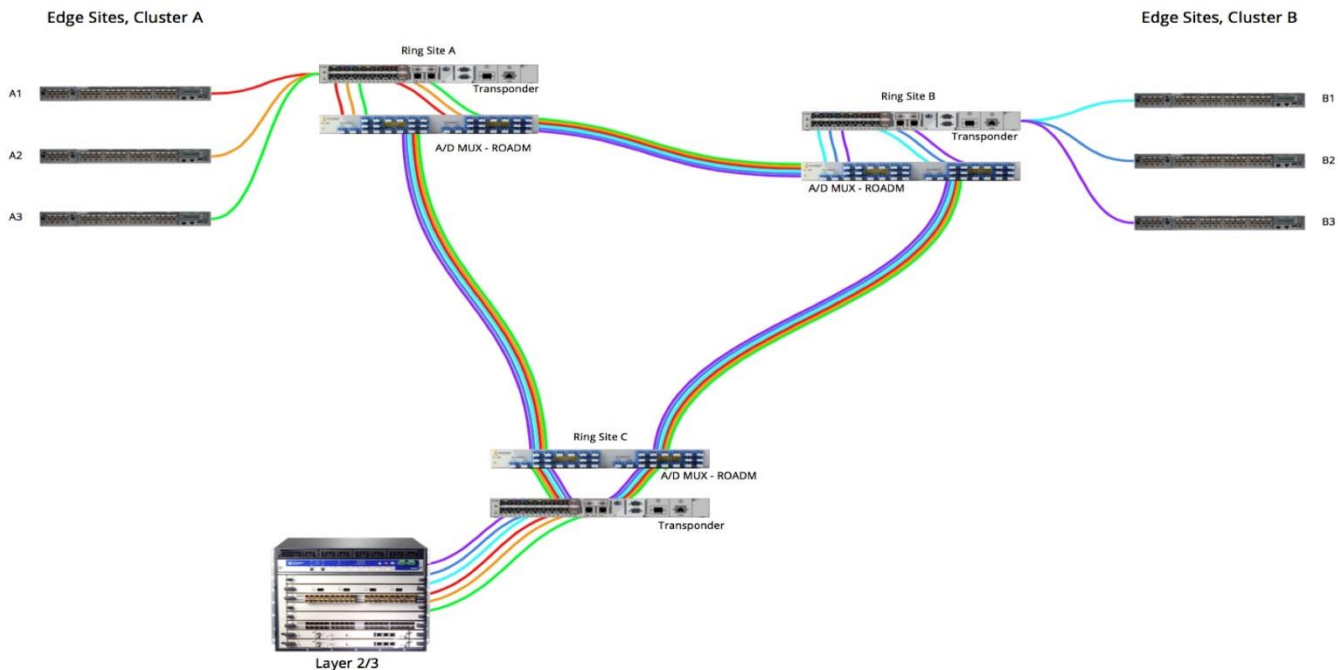 Edge Sites, Cluster A
Edge Sites, Cluster B
Ring Site A
Transponder
A/D MUX - ROADM
A1
A2
A3
Ring Site B
Transponder
A/D MUX - ROADM
B1
B2
B3
Ring Site C
A/D MUX - ROADM
Transponder
Layer 2/3